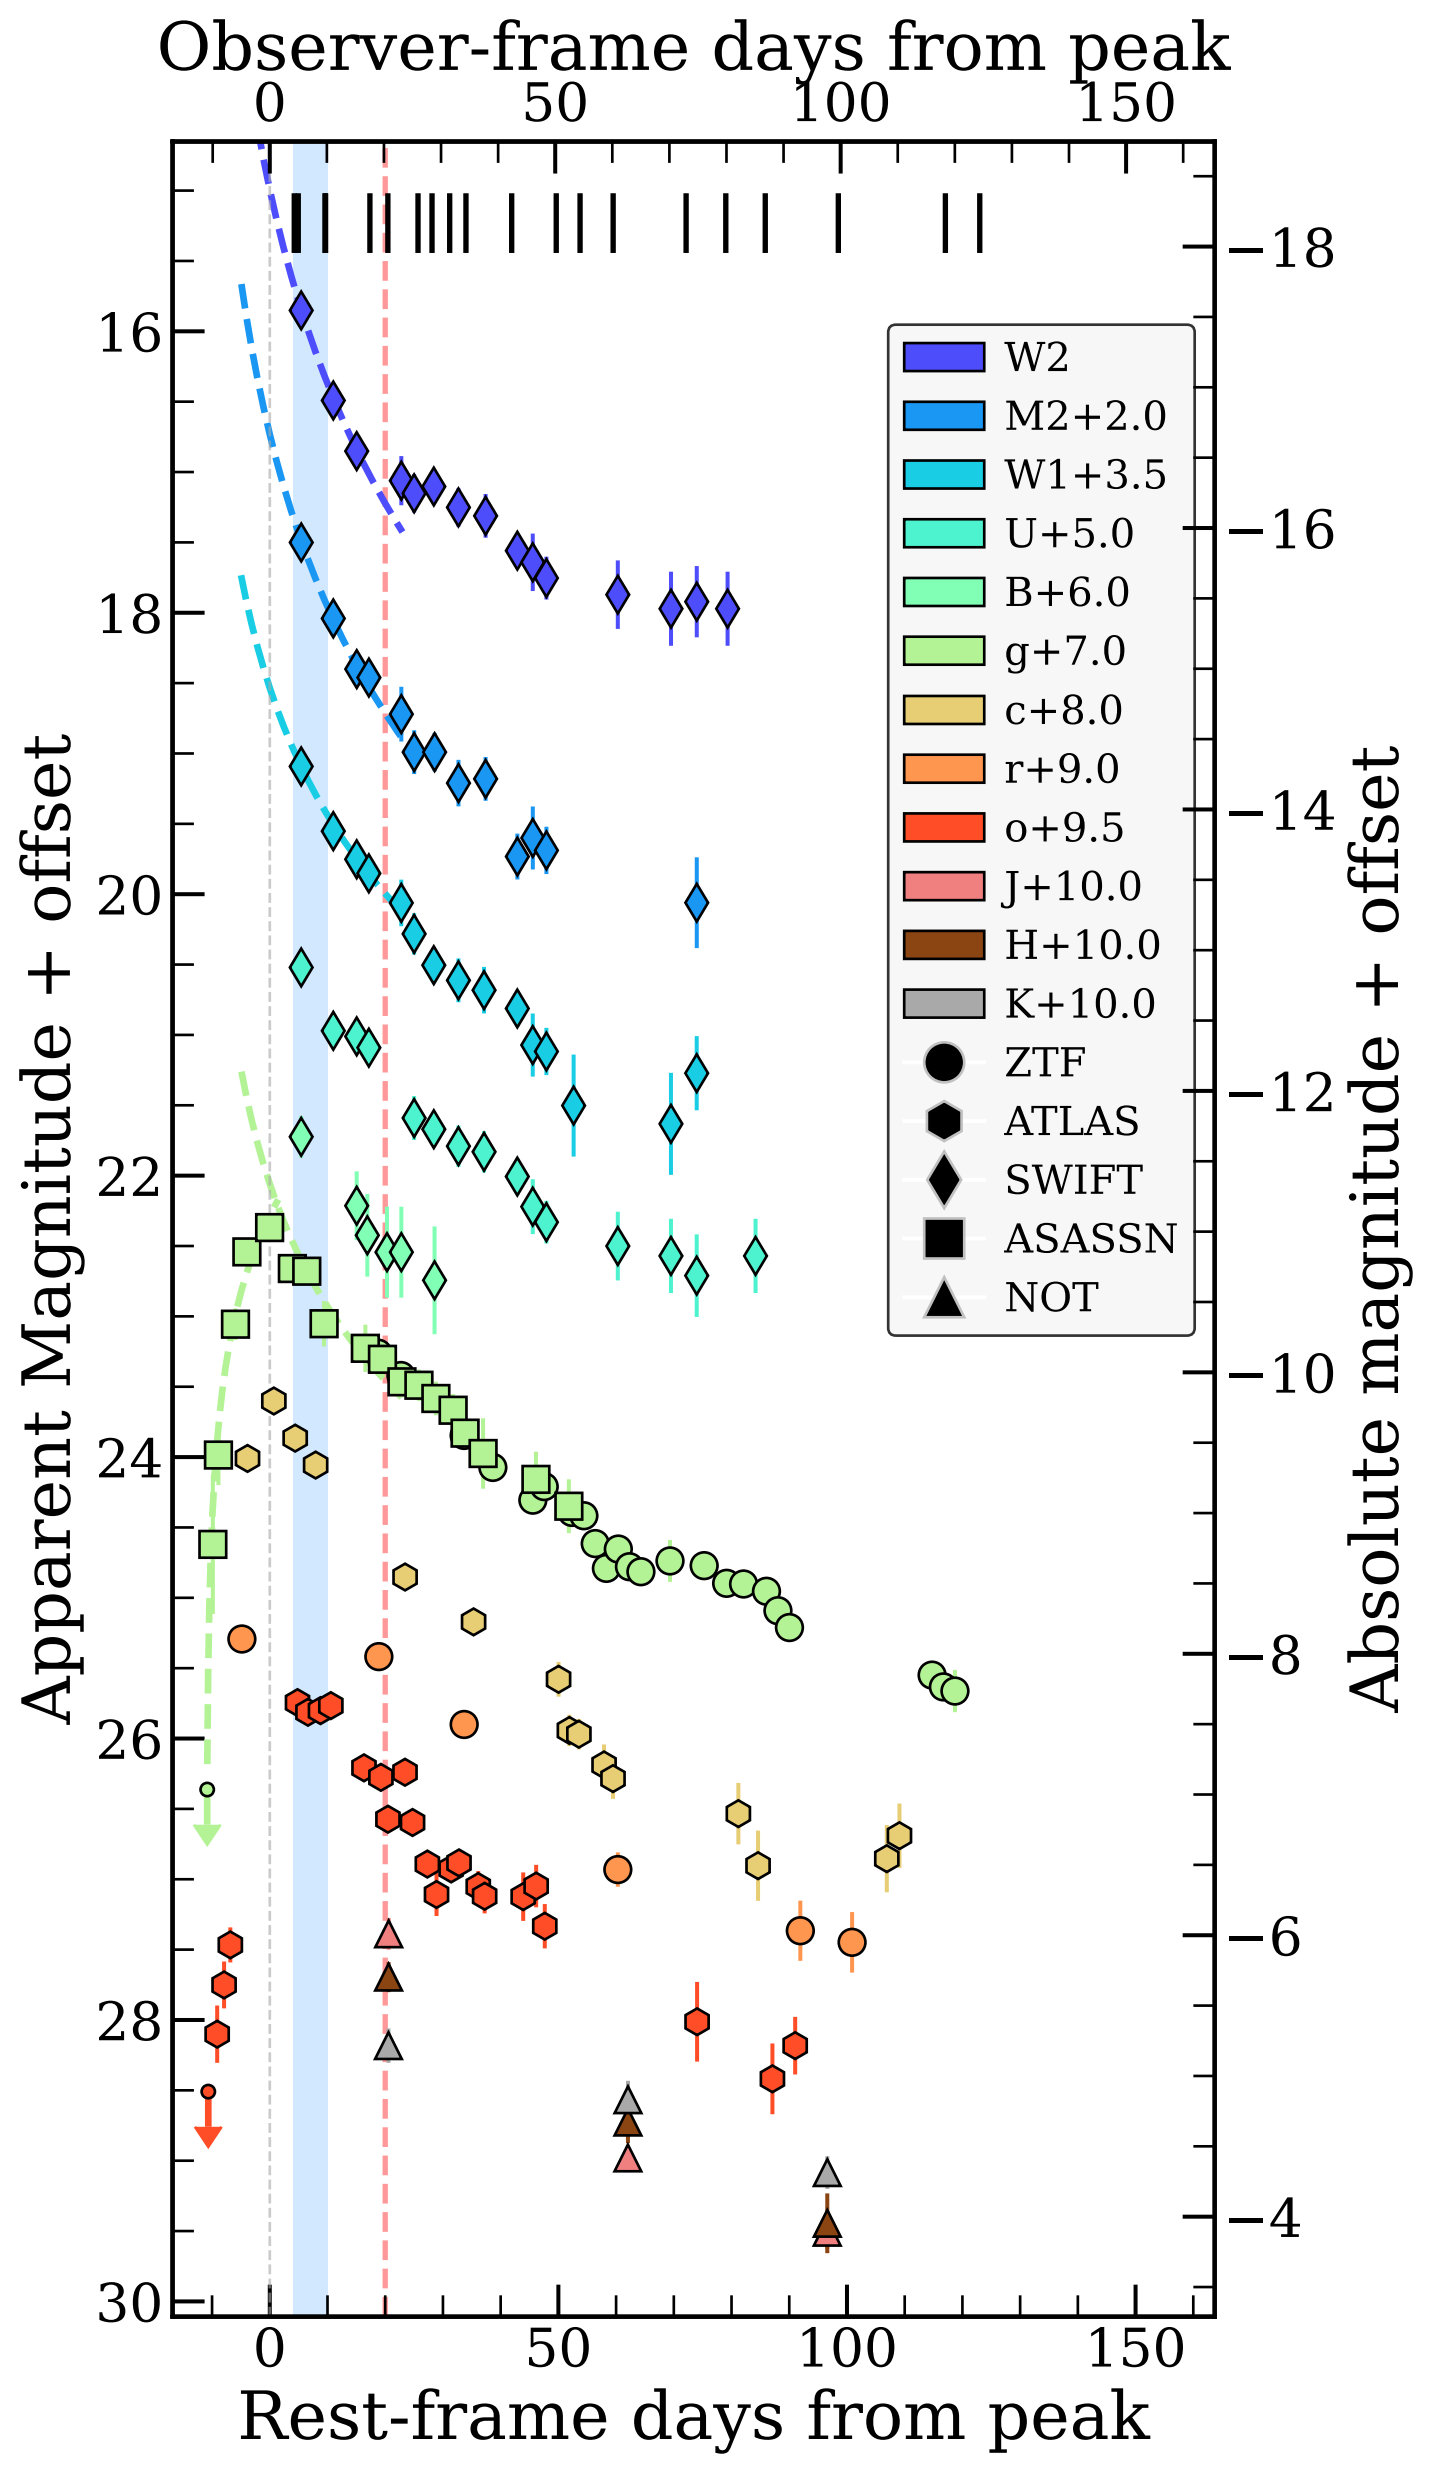 Observer-frame days from peak
0 50 100 150
Apparent Magnitude + offset
16
18
20
22
24
26
28
30
−18
−16
−14
−12
−10
−8
−6
−4
Absolute magnitude + offset
W2
M2+2.0
W1+3.5
U+5.0
B+6.0
g+7.0
c+8.0
r+9.0
o+9.5
J+10.0
H+10.0
K+10.0
ZTF
ATLAS
SWIFT
ASASSN
NOT
0 50 100 150
Rest-frame days from peak